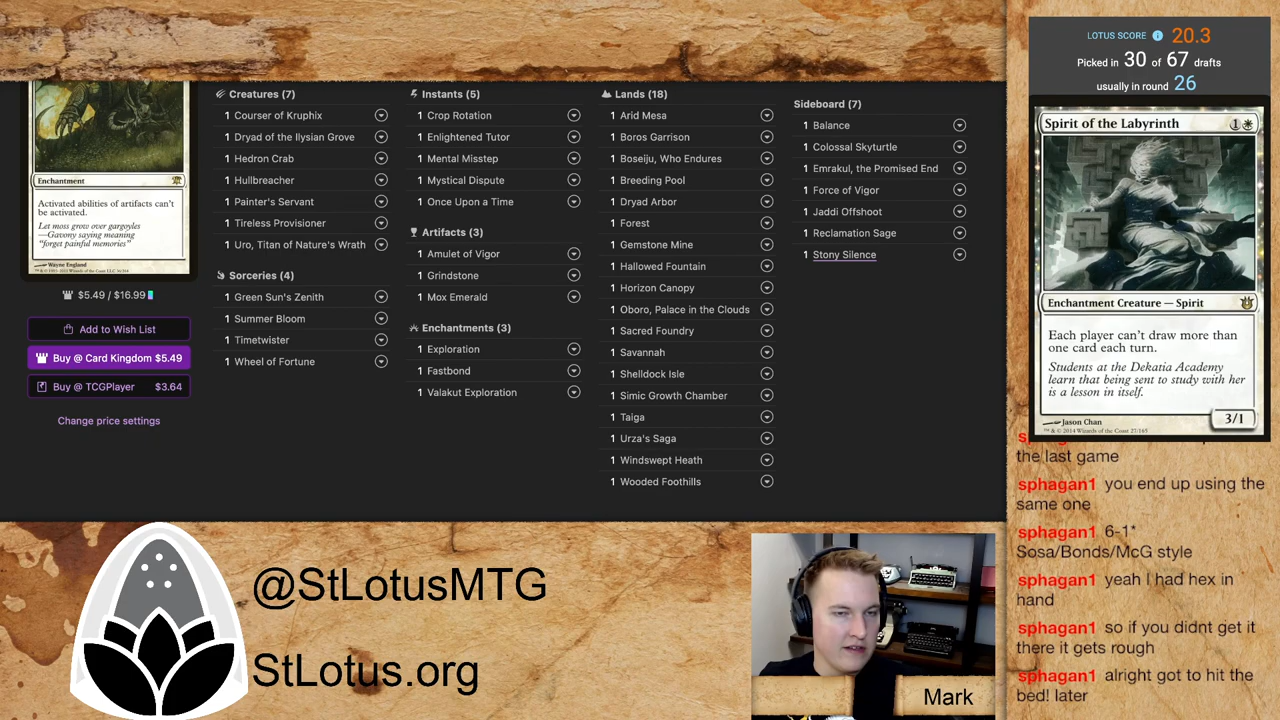 Enchantment
Activated abilities of artifacts can't
be activated.
Let moss grow over gargoyles
—Gavony saying meaning
"forget painful memories"
Wayne England
$5.49 / $16.99
Add to Wish List
Buy @ Card Kingdom $5.49
Buy @ TCGPlayer $3.64
Change price settings
Creatures (7)
1 Courser of Kruphix
1 Dryad of the Ilysian Grove
1 Hedron Crab
1 Hullbreacher
1 Painter's Servant
1 Tireless Provisioner
1 Uro, Titan of Nature's Wrath
Sorceries (4)
1 Green Sun's Zenith
1 Summer Bloom
1 Timetwister
1 Wheel of Fortune
Instants (5)
1 Crop Rotation
1 Enlightened Tutor
1 Mental Misstep
1 Mystical Dispute
1 Once Upon a Time
Artifacts (3)
1 Amulet of Vigor
1 Grindstone
1 Mox Emerald
Enchantments (3)
1 Exploration
1 Fastbond
1 Valakut Exploration
Lands (18)
1 Arid Mesa
1 Boros Garrison
1 Boseiju, Who Endures
1 Breeding Pool
1 Dryad Arbor
1 Forest
1 Gemstone Mine
1 Hallowed Fountain
1 Horizon Canopy
1 Oboro, Palace in the Clouds
1 Sacred Foundry
1 Savannah
1 Shelldock Isle
1 Simic Growth Chamber
1 Taiga
1 Urza's Saga
1 Windswept Heath
1 Wooded Foothills
Sideboard (7)
1 Balance
1 Colossal Skyturtle
1 Emrakul, the Promised End
1 Force of Vigor
1 Jaddi Offshoot
1 Reclamation Sage
1 Stony Silence
LOTUS SCORE 20.3
Picked in 30 of 67 drafts
usually in round 26
Spirit of the Labyrinth 1
Enchantment Creature — Spirit
Each player can't draw more than
one card each turn.
Students at the Dekatia Academy
learn that being sent to study with her
is a lesson in itself.
3/1
Jason Chan
™ & © 2014 Wizards of the Coast 27/165
the last game
sphagan1 you end up using the
same one
sphagan1 6-1*
Sosa/Bonds/McG style
sphagan1 yeah I had hex in
hand
sphagan1 so if you didnt get it
there it gets rough
sphagan1 alright got to hit the
bed! later
@StLotusMTG
StLotus.org
Mark